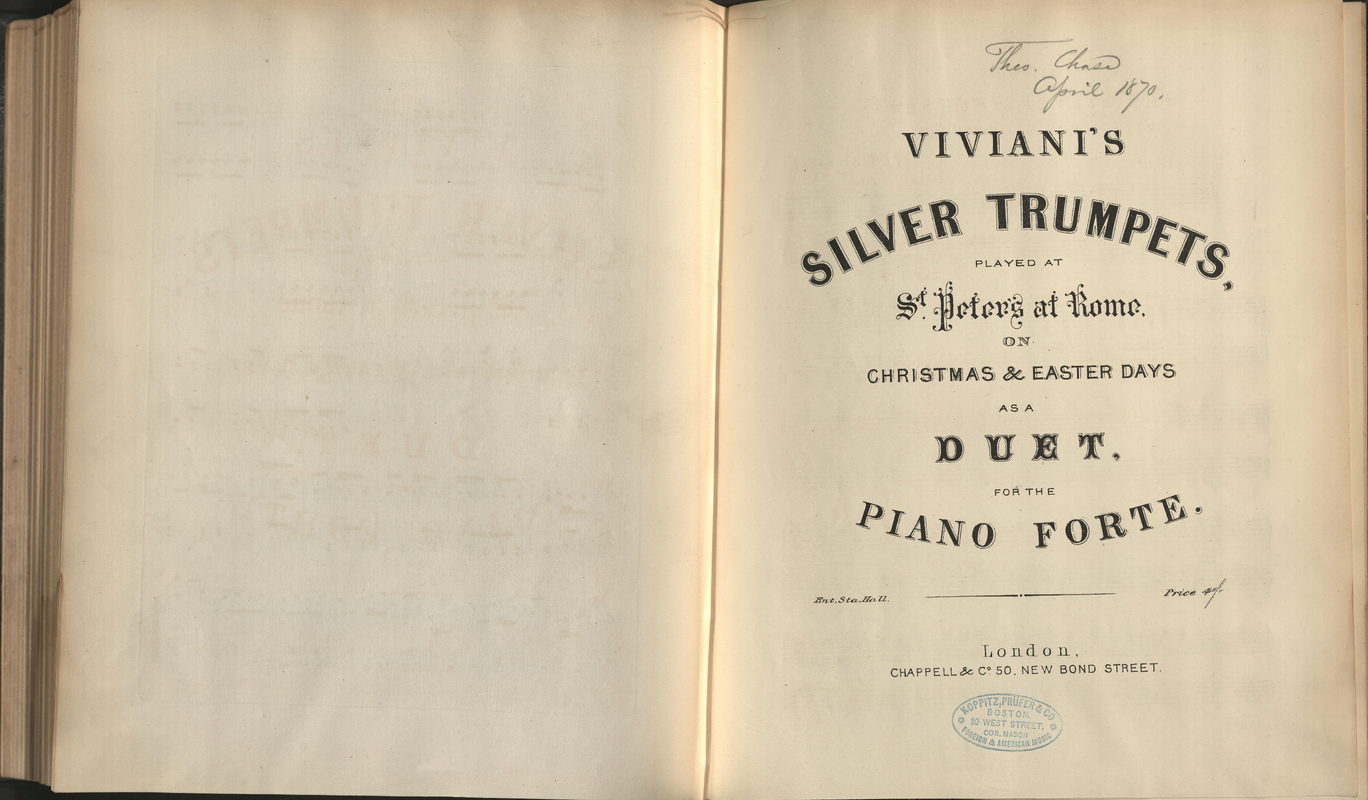 Theo. Chase
April 1870.
VIVIANI'S
SILVER TRUMPETS,
PLAYED AT
St. Peter's at Rome.
ON
CHRISTMAS & EASTER DAYS
AS A
DUET.
FOR THE
PIANO FORTE.
Ent. Sta. Hall. Price 4/.
London,
CHAPPELL & Co 50, NEW BOND STREET.
KOPPITZ, PRÜFER & CO
BOSTON.
30 WEST STREET.
COR. MASON
FOREIGN & AMERICAN MUSIC